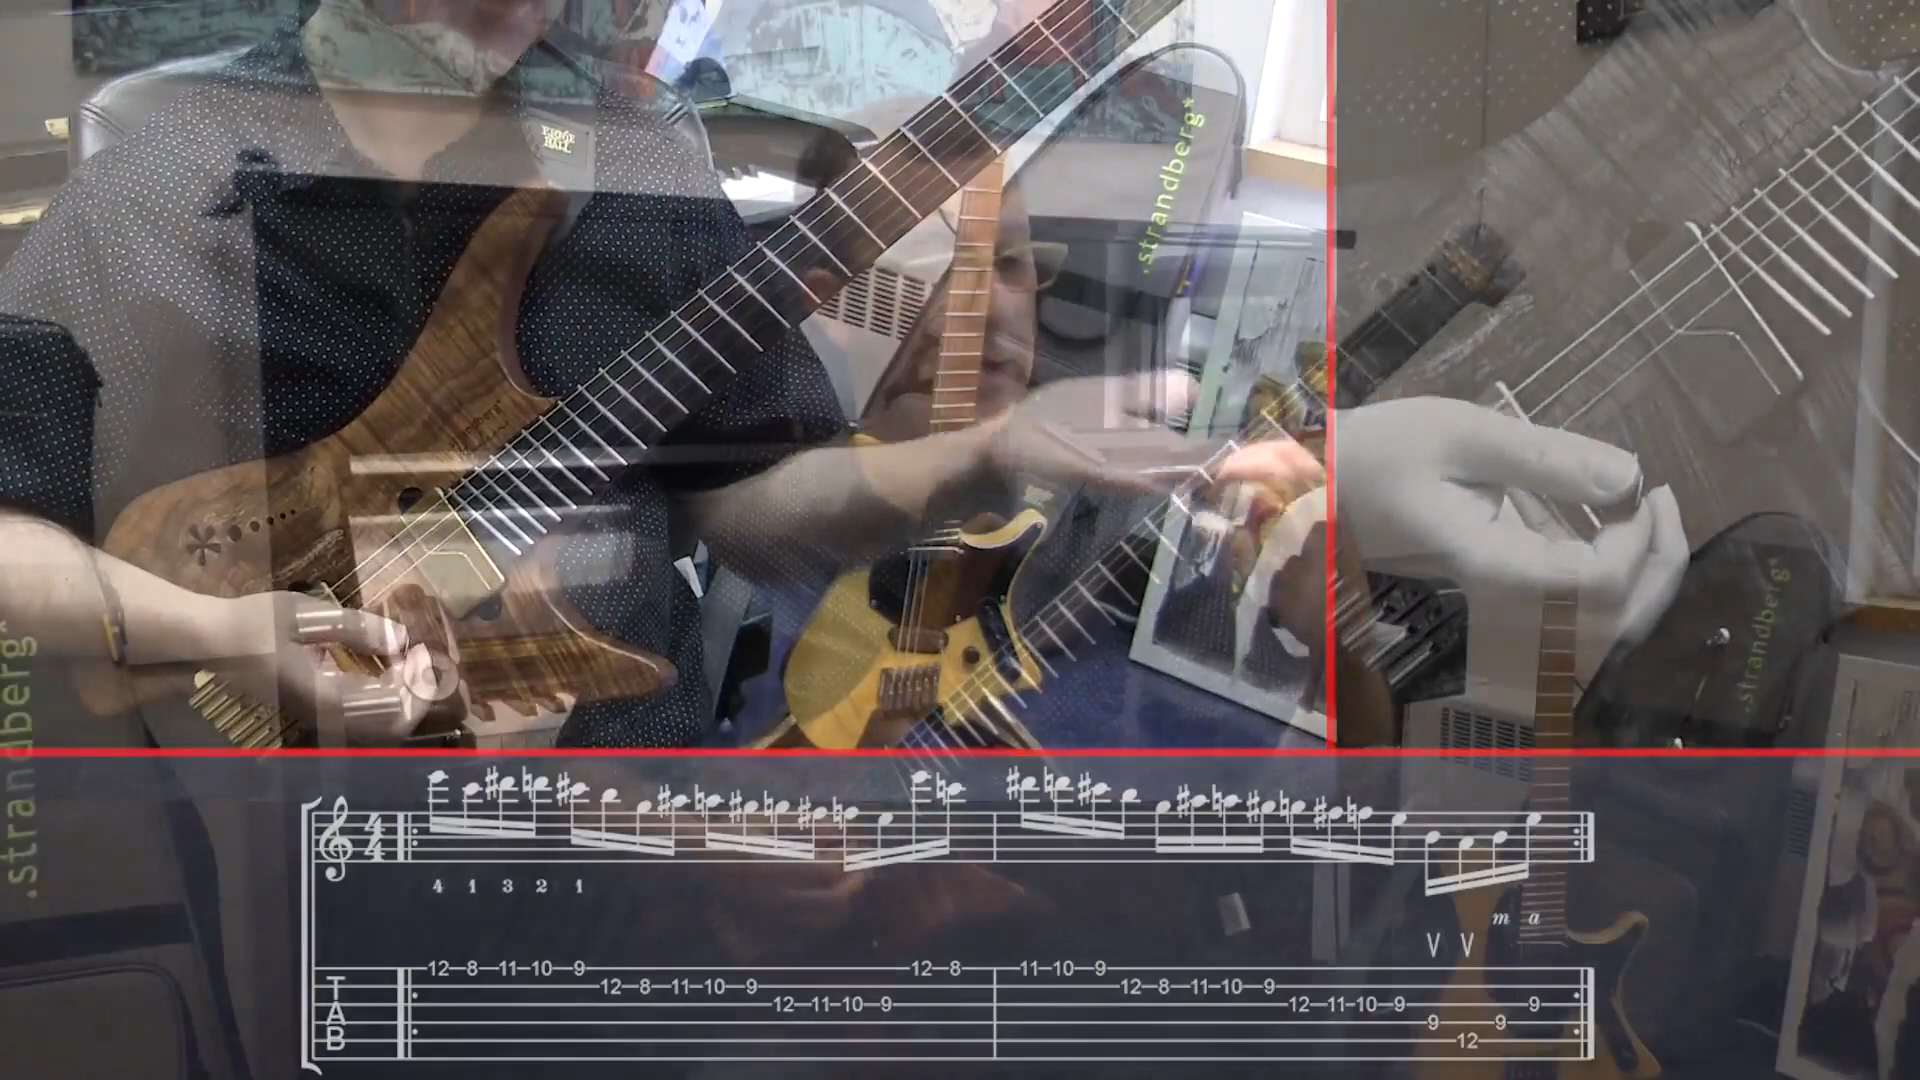 ERNIE BALL
.strandberg*
.strandberg*
.strandberg*
.strandberg*
4 1 3 2 1
m a
V V
4
4
T
A
B
12 8 11 10 9 12 8 11 10 9
12 8 11 10 9 12 8 11 10 9
12 11 10 9 12 11 10 9 9
9 9
12